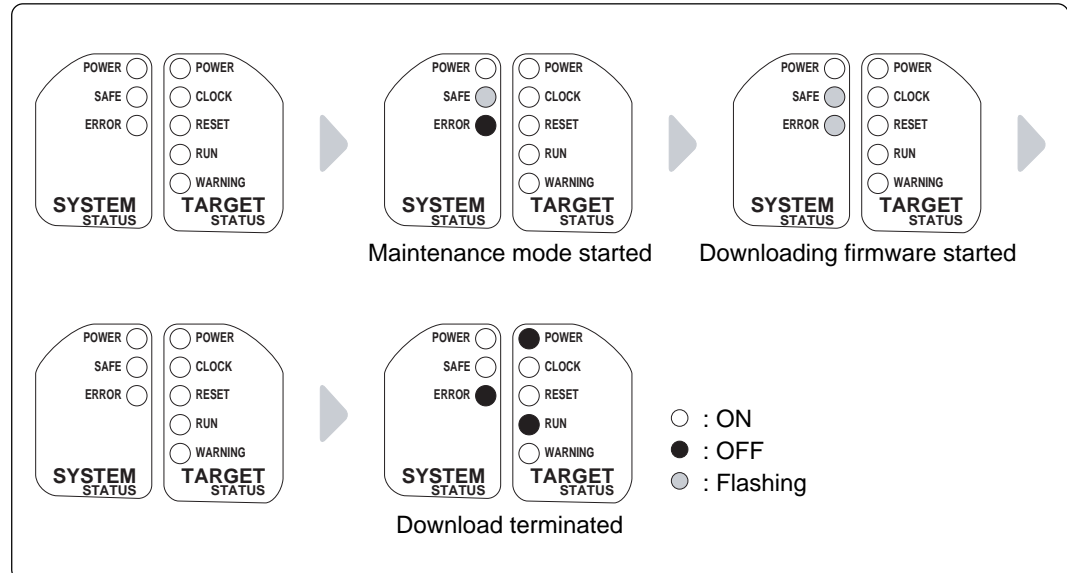 POWER POWER
SAFE CLOCK
ERROR RESET
RUN
WARNING
SYSTEM TARGET
STATUS STATUS
POWER POWER
SAFE CLOCK
ERROR RESET
RUN
WARNING
SYSTEM TARGET
STATUS STATUS
Maintenance mode started
POWER POWER
SAFE CLOCK
ERROR RESET
RUN
WARNING
SYSTEM TARGET
STATUS STATUS
Downloading firmware started
POWER POWER
SAFE CLOCK
ERROR RESET
RUN
WARNING
SYSTEM TARGET
STATUS STATUS
POWER POWER
SAFE CLOCK
ERROR RESET
RUN
WARNING
SYSTEM TARGET
STATUS STATUS
Download terminated
: ON
: OFF
: Flashing